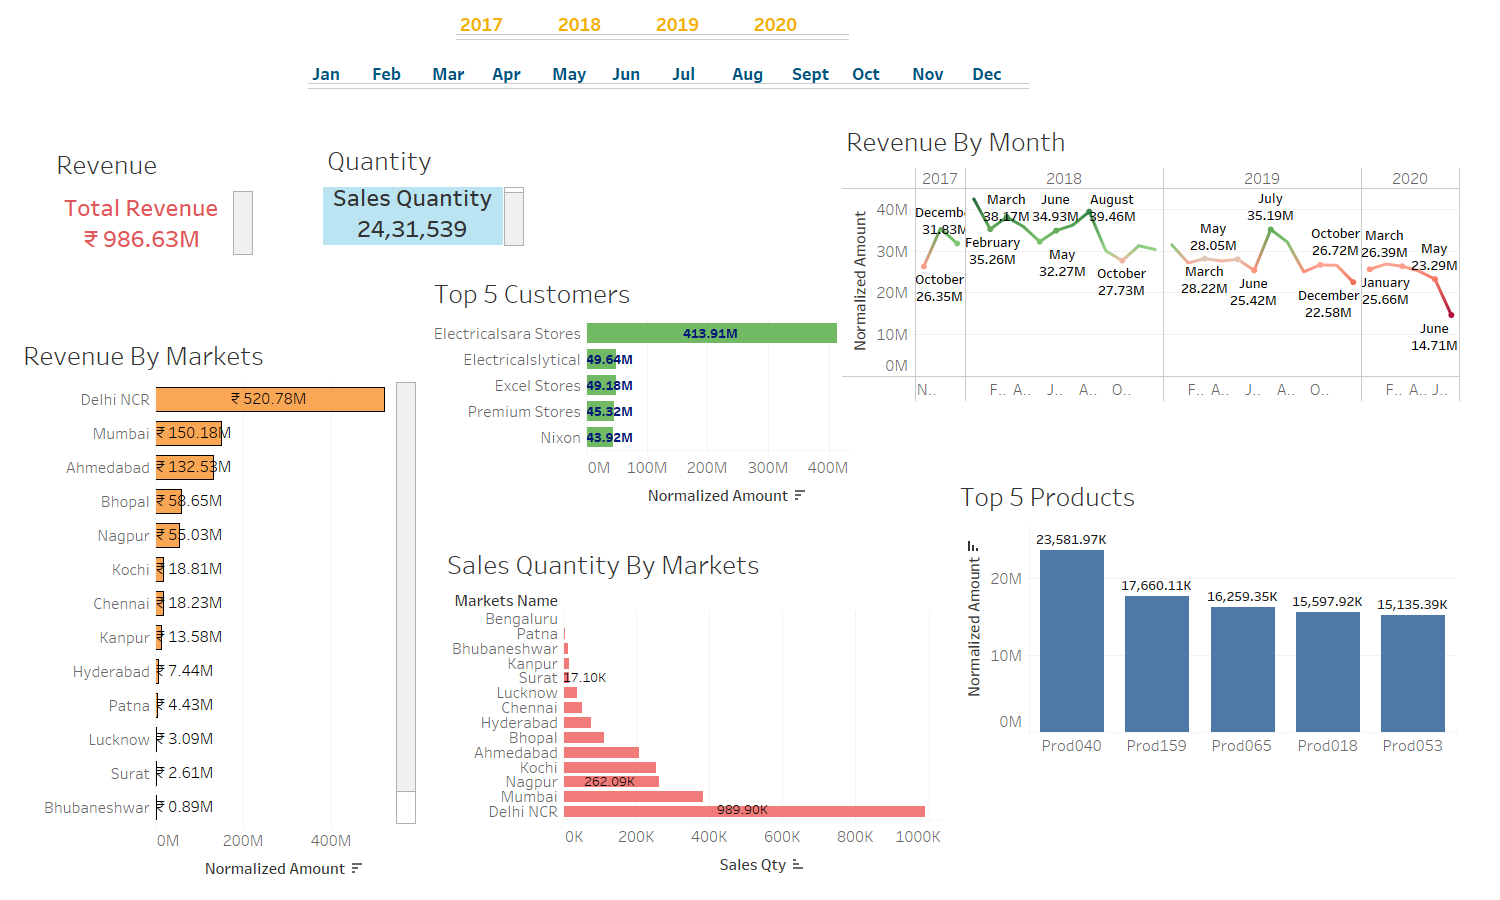 2017 2018 2019 2020
Jan Feb Mar Apr May Jun Jul Aug Sept Oct Nov Dec
Revenue
Total Revenue
₹ 986.63M
Quantity
Sales Quantity
24,31,539
Revenue By Month
2017 2018 2019 2020
Normalized Amount
40M
30M
20M
10M
0M
31.83M
October
26.35M
March
38.17M
June
34.93M
August
39.46M
February
35.26M
May
32.27M
October
27.73M
July
35.19M
May
28.05M
March
28.22M
June
25.42M
October
26.72M
December
22.58M
March
26.39M
May
23.29M
January
25.66M
June
14.71M
N.. F.. A.. J.. A.. O.. F.. A.. J.. A.. O.. F.. A.. J..
Top 5 Customers
Electricalsara Stores 413.91M
Electricalslytical 49.64M
Excel Stores 49.18M
Premium Stores 45.32M
Nixon 43.92M
0M 100M 200M 300M 400M
Normalized Amount
Revenue By Markets
Delhi NCR ₹ 520.78M
Mumbai ₹ 150.18M
Ahmedabad ₹ 132.53M
Bhopal ₹ 58.65M
Nagpur ₹ 55.03M
Kochi ₹ 18.81M
Chennai ₹ 18.23M
Kanpur ₹ 13.58M
Hyderabad ₹ 7.44M
Patna ₹ 4.43M
Lucknow ₹ 3.09M
Surat ₹ 2.61M
Bhubaneshwar ₹ 0.89M
0M 200M 400M
Normalized Amount
Sales Quantity By Markets
Markets Name
Bengaluru
Patna
Bhubaneshwar
Kanpur
Surat 17.10K
Lucknow
Chennai
Hyderabad
Bhopal
Ahmedabad
Kochi
Nagpur 262.09K
Mumbai
Delhi NCR 989.90K
0K 200K 400K 600K 800K 1000K
Sales Qty
Top 5 Products
Normalized Amount
20M
10M
0M
23,581.97K
17,660.11K
16,259.35K
15,597.92K
15,135.39K
Prod040 Prod159 Prod065 Prod018 Prod053